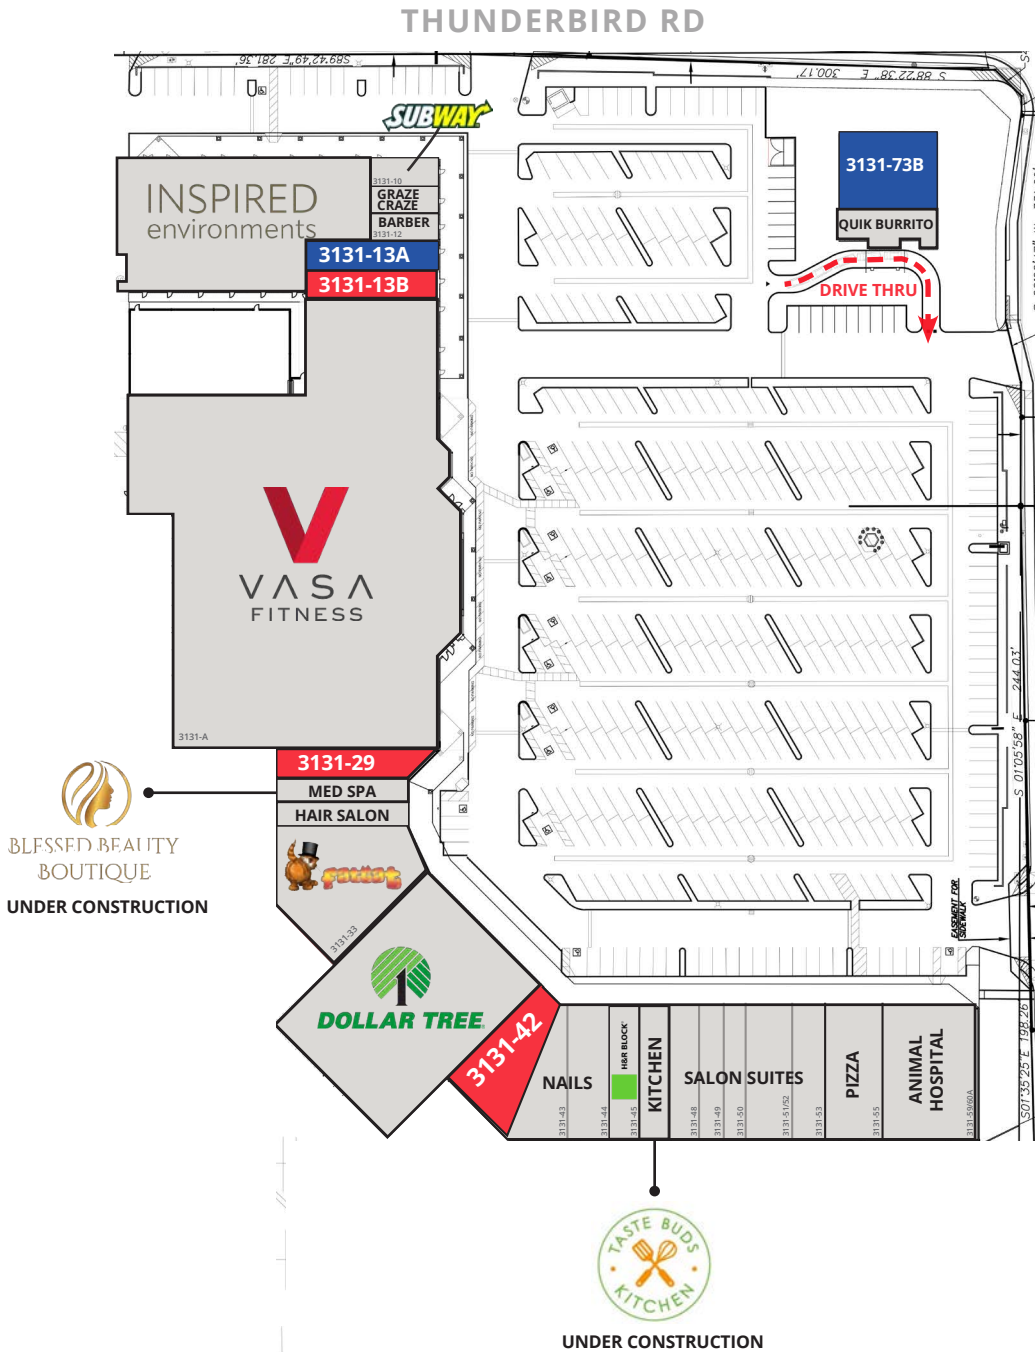 THUNDERBIRD RD
S89°42'49"E 281.36'
S 88°22'38" E 300.17'
SUBWAY
3131-10
GRAZE
CRAZE
BARBER
3131-12
INSPIRED
environments
3131-13A
3131-13B
3131-73B
QUIK BURRITO
DRIVE THRU
VASA
FITNESS
3131-A
S 01°05'58" E 244.03'
3131-29
MED SPA
HAIR SALON
BLESSED BEAUTY
BOUTIQUE
UNDER CONSTRUCTION
FatCat
3131-33
DOLLAR TREE
EASEMENT FOR
SIDEWALK
3131-42
NAILS
3131-43
3131-44
H&R BLOCK
3131-45
KITCHEN
SALON SUITES
3131-48
3131-49
3131-50
3131-51/52
3131-53
PIZZA
3131-55
ANIMAL
HOSPITAL
3131-59/60A
S01°35'25"E 198.26'
TASTE BUDS
KITCHEN
UNDER CONSTRUCTION